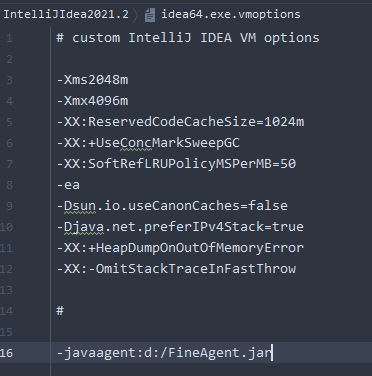 IntelliJIdea2021.2 〉 idea64.exe.vmoptions
1 # custom IntelliJ IDEA VM options
2
3 -Xms2048m
4 -Xmx4096m
5 -XX:ReservedCodeCacheSize=1024m
6 -XX:+UseConcMarkSweepGC
7 -XX:SoftRefLRUPolicyMSPerMB=50
8 -ea
9 -Dsun.io.useCanonCaches=false
10 -Djava.net.preferIPv4Stack=true
11 -XX:+HeapDumpOnOutOfMemoryError
12 -XX:-OmitStackTraceInFastThrow
13
14 #
15
16 -javaagent:d:/FineAgent.jar